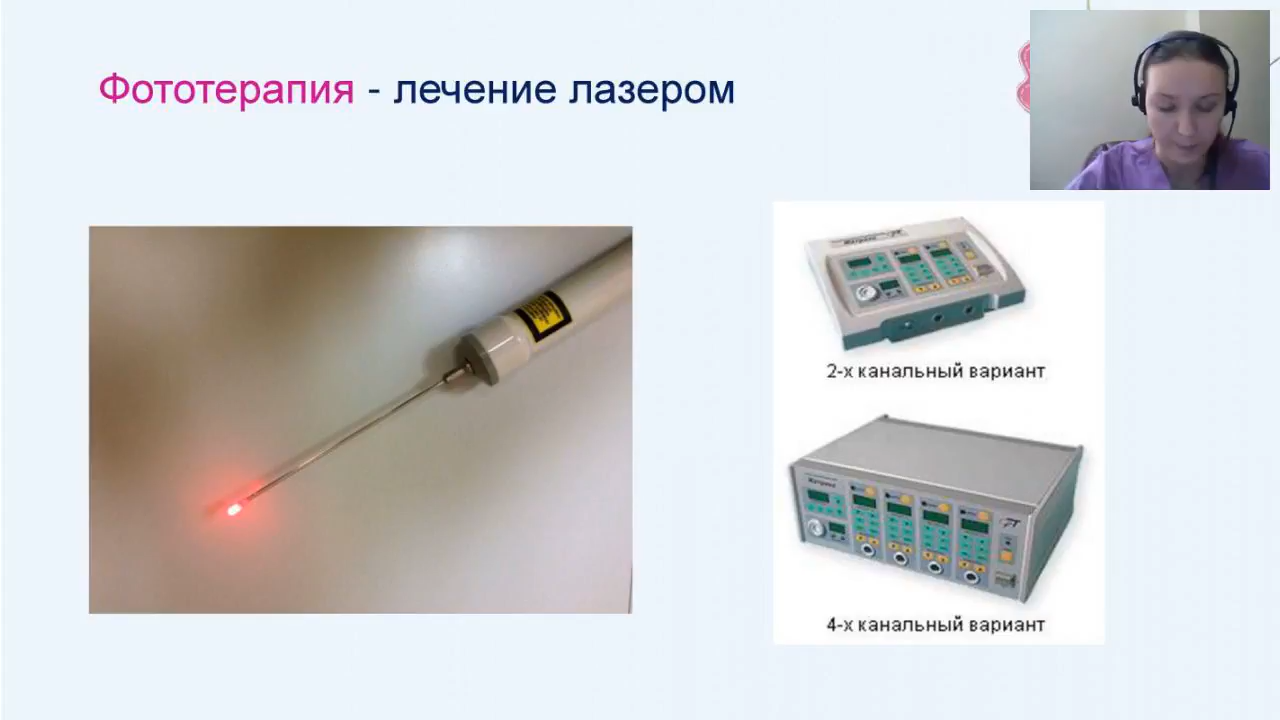 Фототерапия - лечение лазером
2-х канальный вариант
4-х канальный вариант